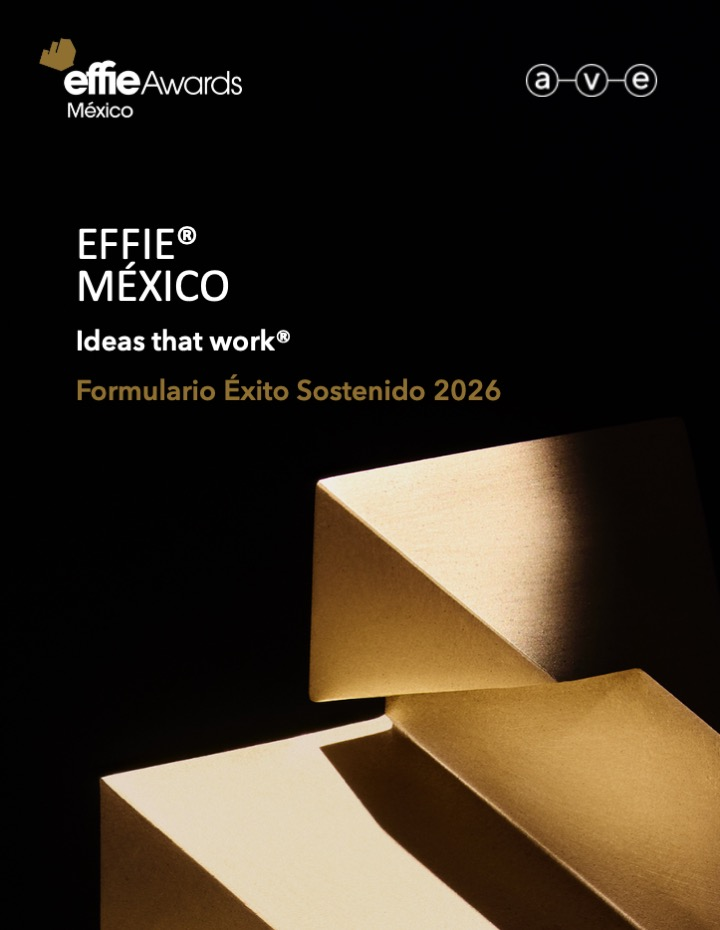 effie Awards
México
a-v-e
EFFIE®
MÉXICO
Ideas that work®
Formulario Éxito Sostenido 2026